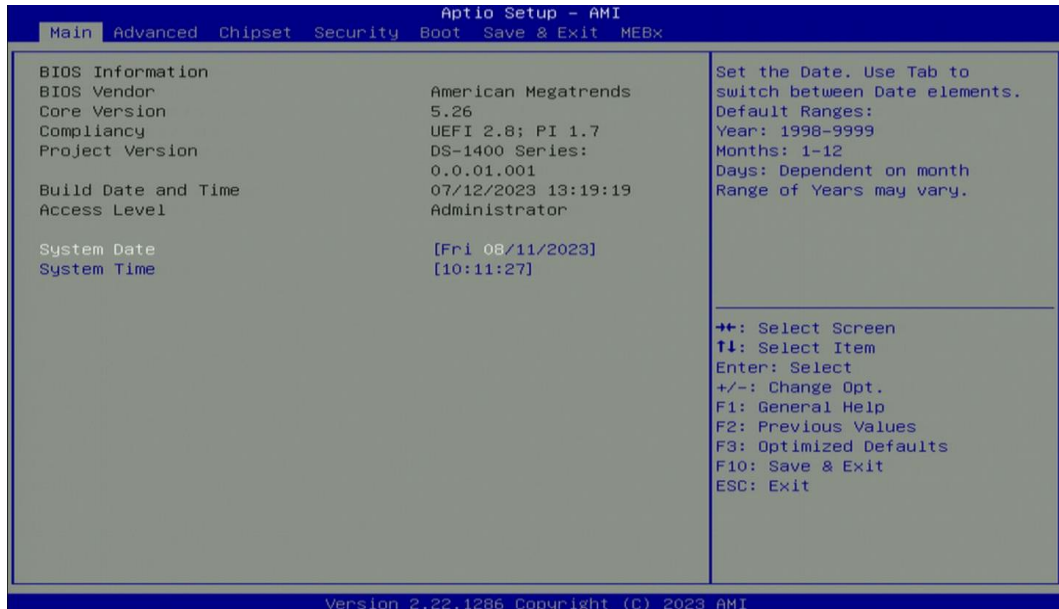 Aptio Setup – AMI
Main Advanced Chipset Security Boot Save & Exit MEBx
BIOS Information
BIOS Vendor American Megatrends
Core Version 5.26
Compliancy UEFI 2.8; PI 1.7
Project Version DS-1400 Series:
0.0.01.001
Build Date and Time 07/12/2023 13:19:19
Access Level Administrator
System Date [Fri 08/11/2023]
System Time [10:11:27]
Set the Date. Use Tab to
switch between Date elements.
Default Ranges:
Year: 1998-9999
Months: 1-12
Days: Dependent on month
Range of Years may vary.
→←: Select Screen
↑↓: Select Item
Enter: Select
+/-: Change Opt.
F1: General Help
F2: Previous Values
F3: Optimized Defaults
F10: Save & Exit
ESC: Exit
Version 2.22.1286 Copyright (C) 2023 AMI